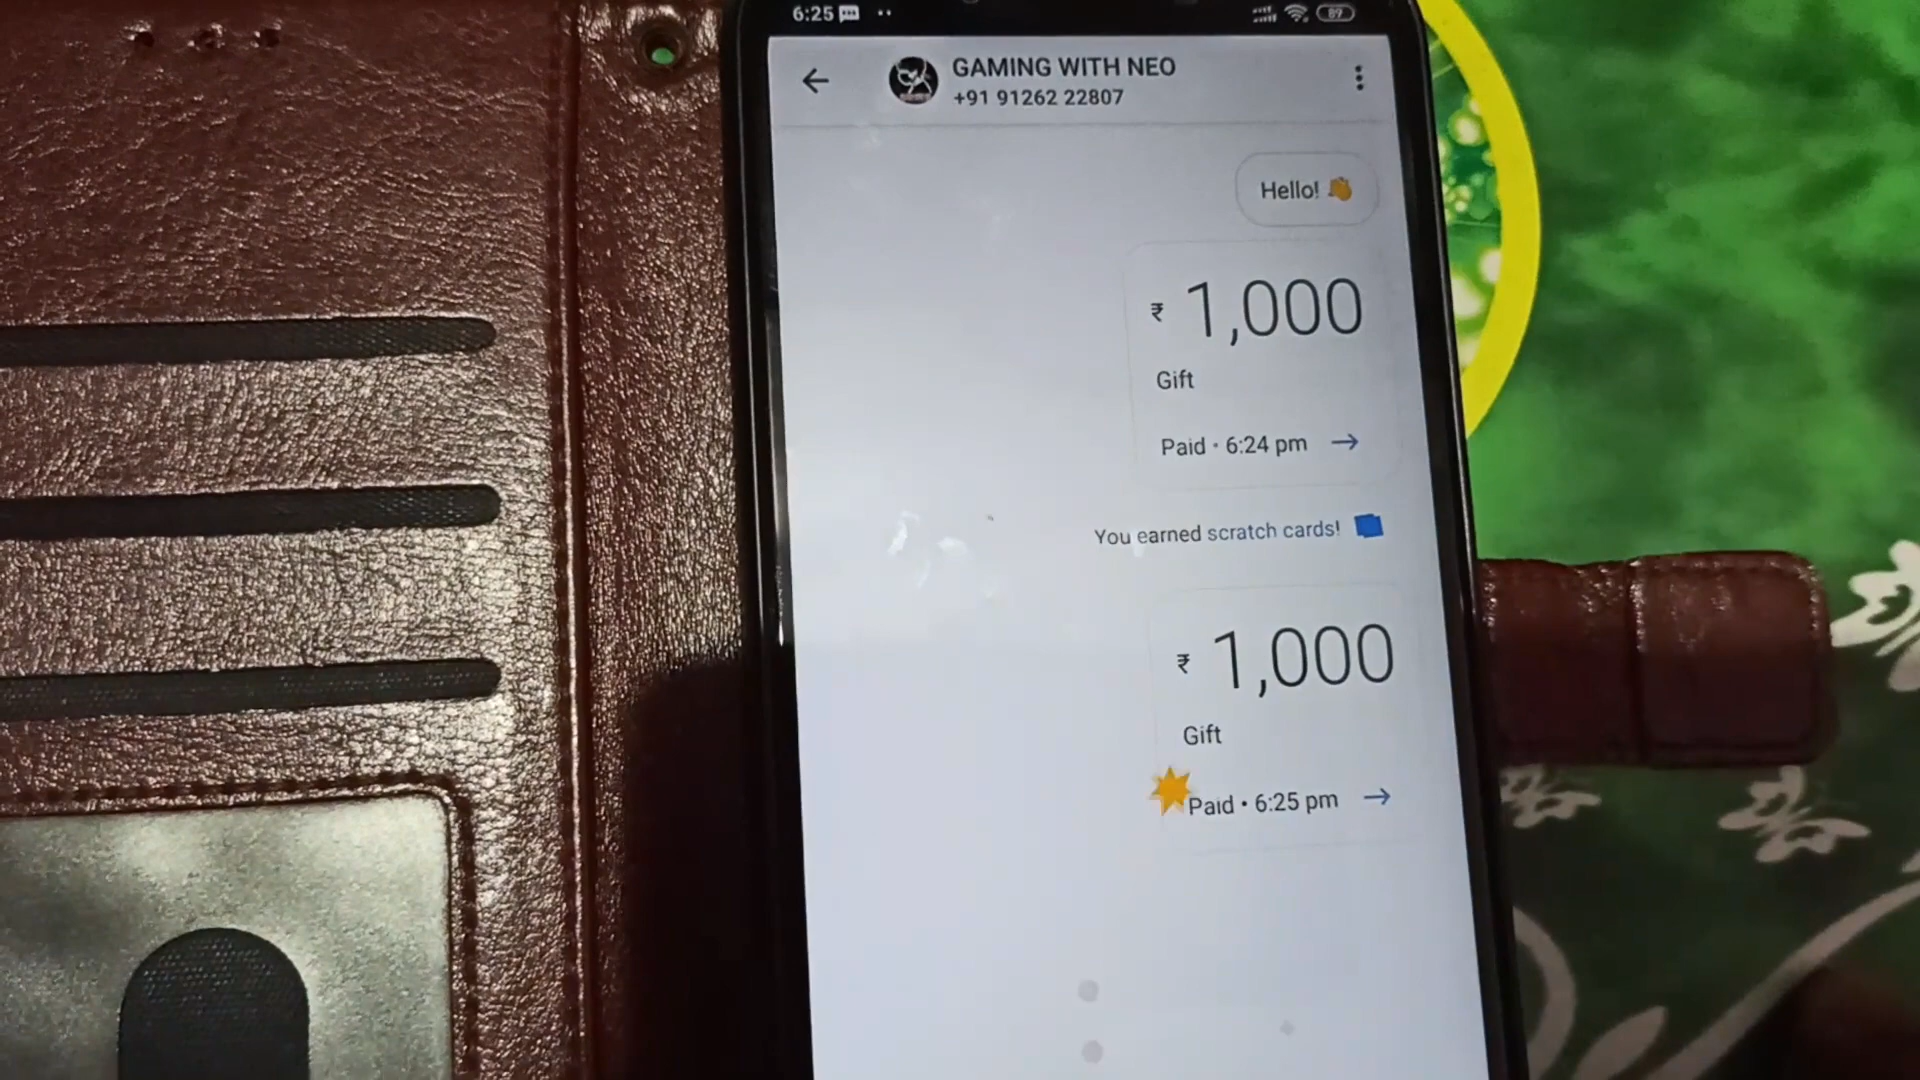 6:25
89
GAMING WITH NEO
+91 91262 22807
Hello! 👋
₹ 1,000
Gift
Paid • 6:24 pm →
You earned scratch cards!
₹ 1,000
Gift
Paid • 6:25 pm →